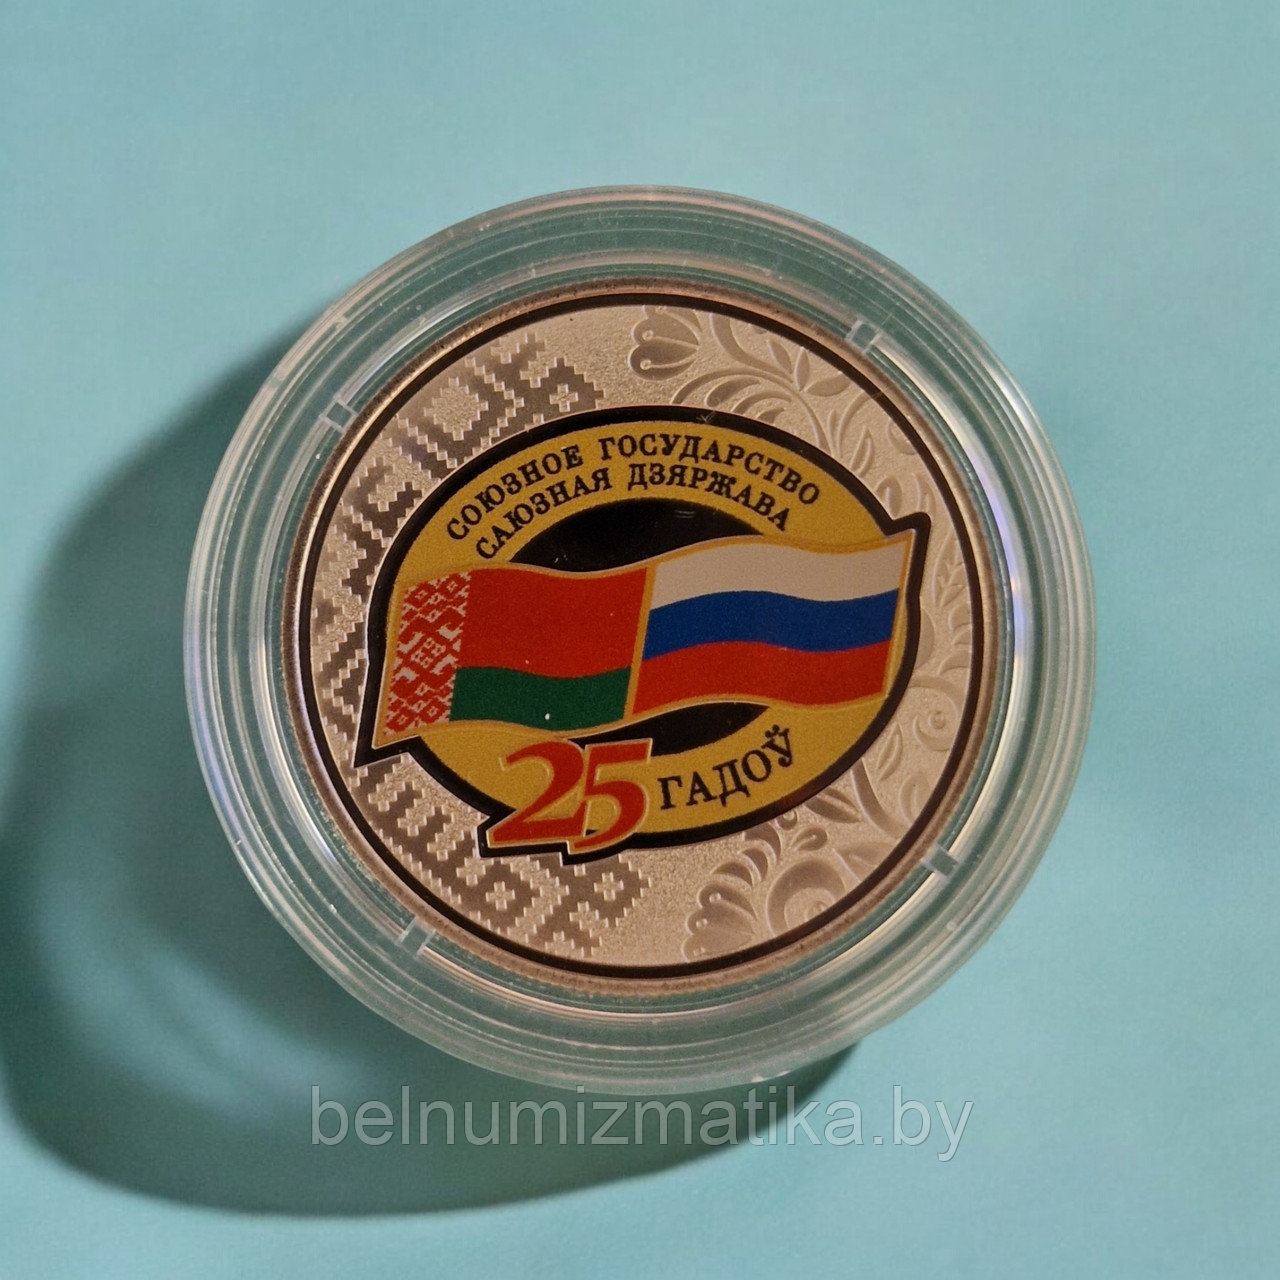 СОЮЗНОЕ ГОСУДАРСТВО
САЮЗНАЯ ДЗЯРЖАВА
25 ГАДОЎ
belnumizmatika.by